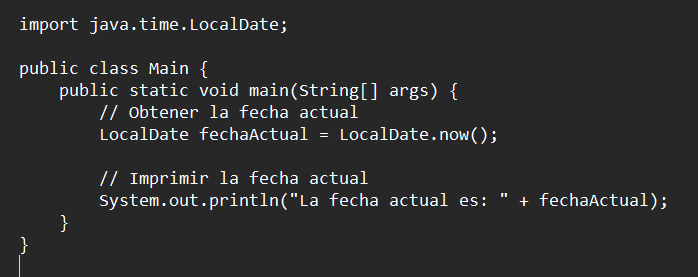 import java.time.LocalDate;

public class Main {
    public static void main(String[] args) {
        // Obtener la fecha actual
        LocalDate fechaActual = LocalDate.now();

        // Imprimir la fecha actual
        System.out.println("La fecha actual es: " + fechaActual);
    }
}